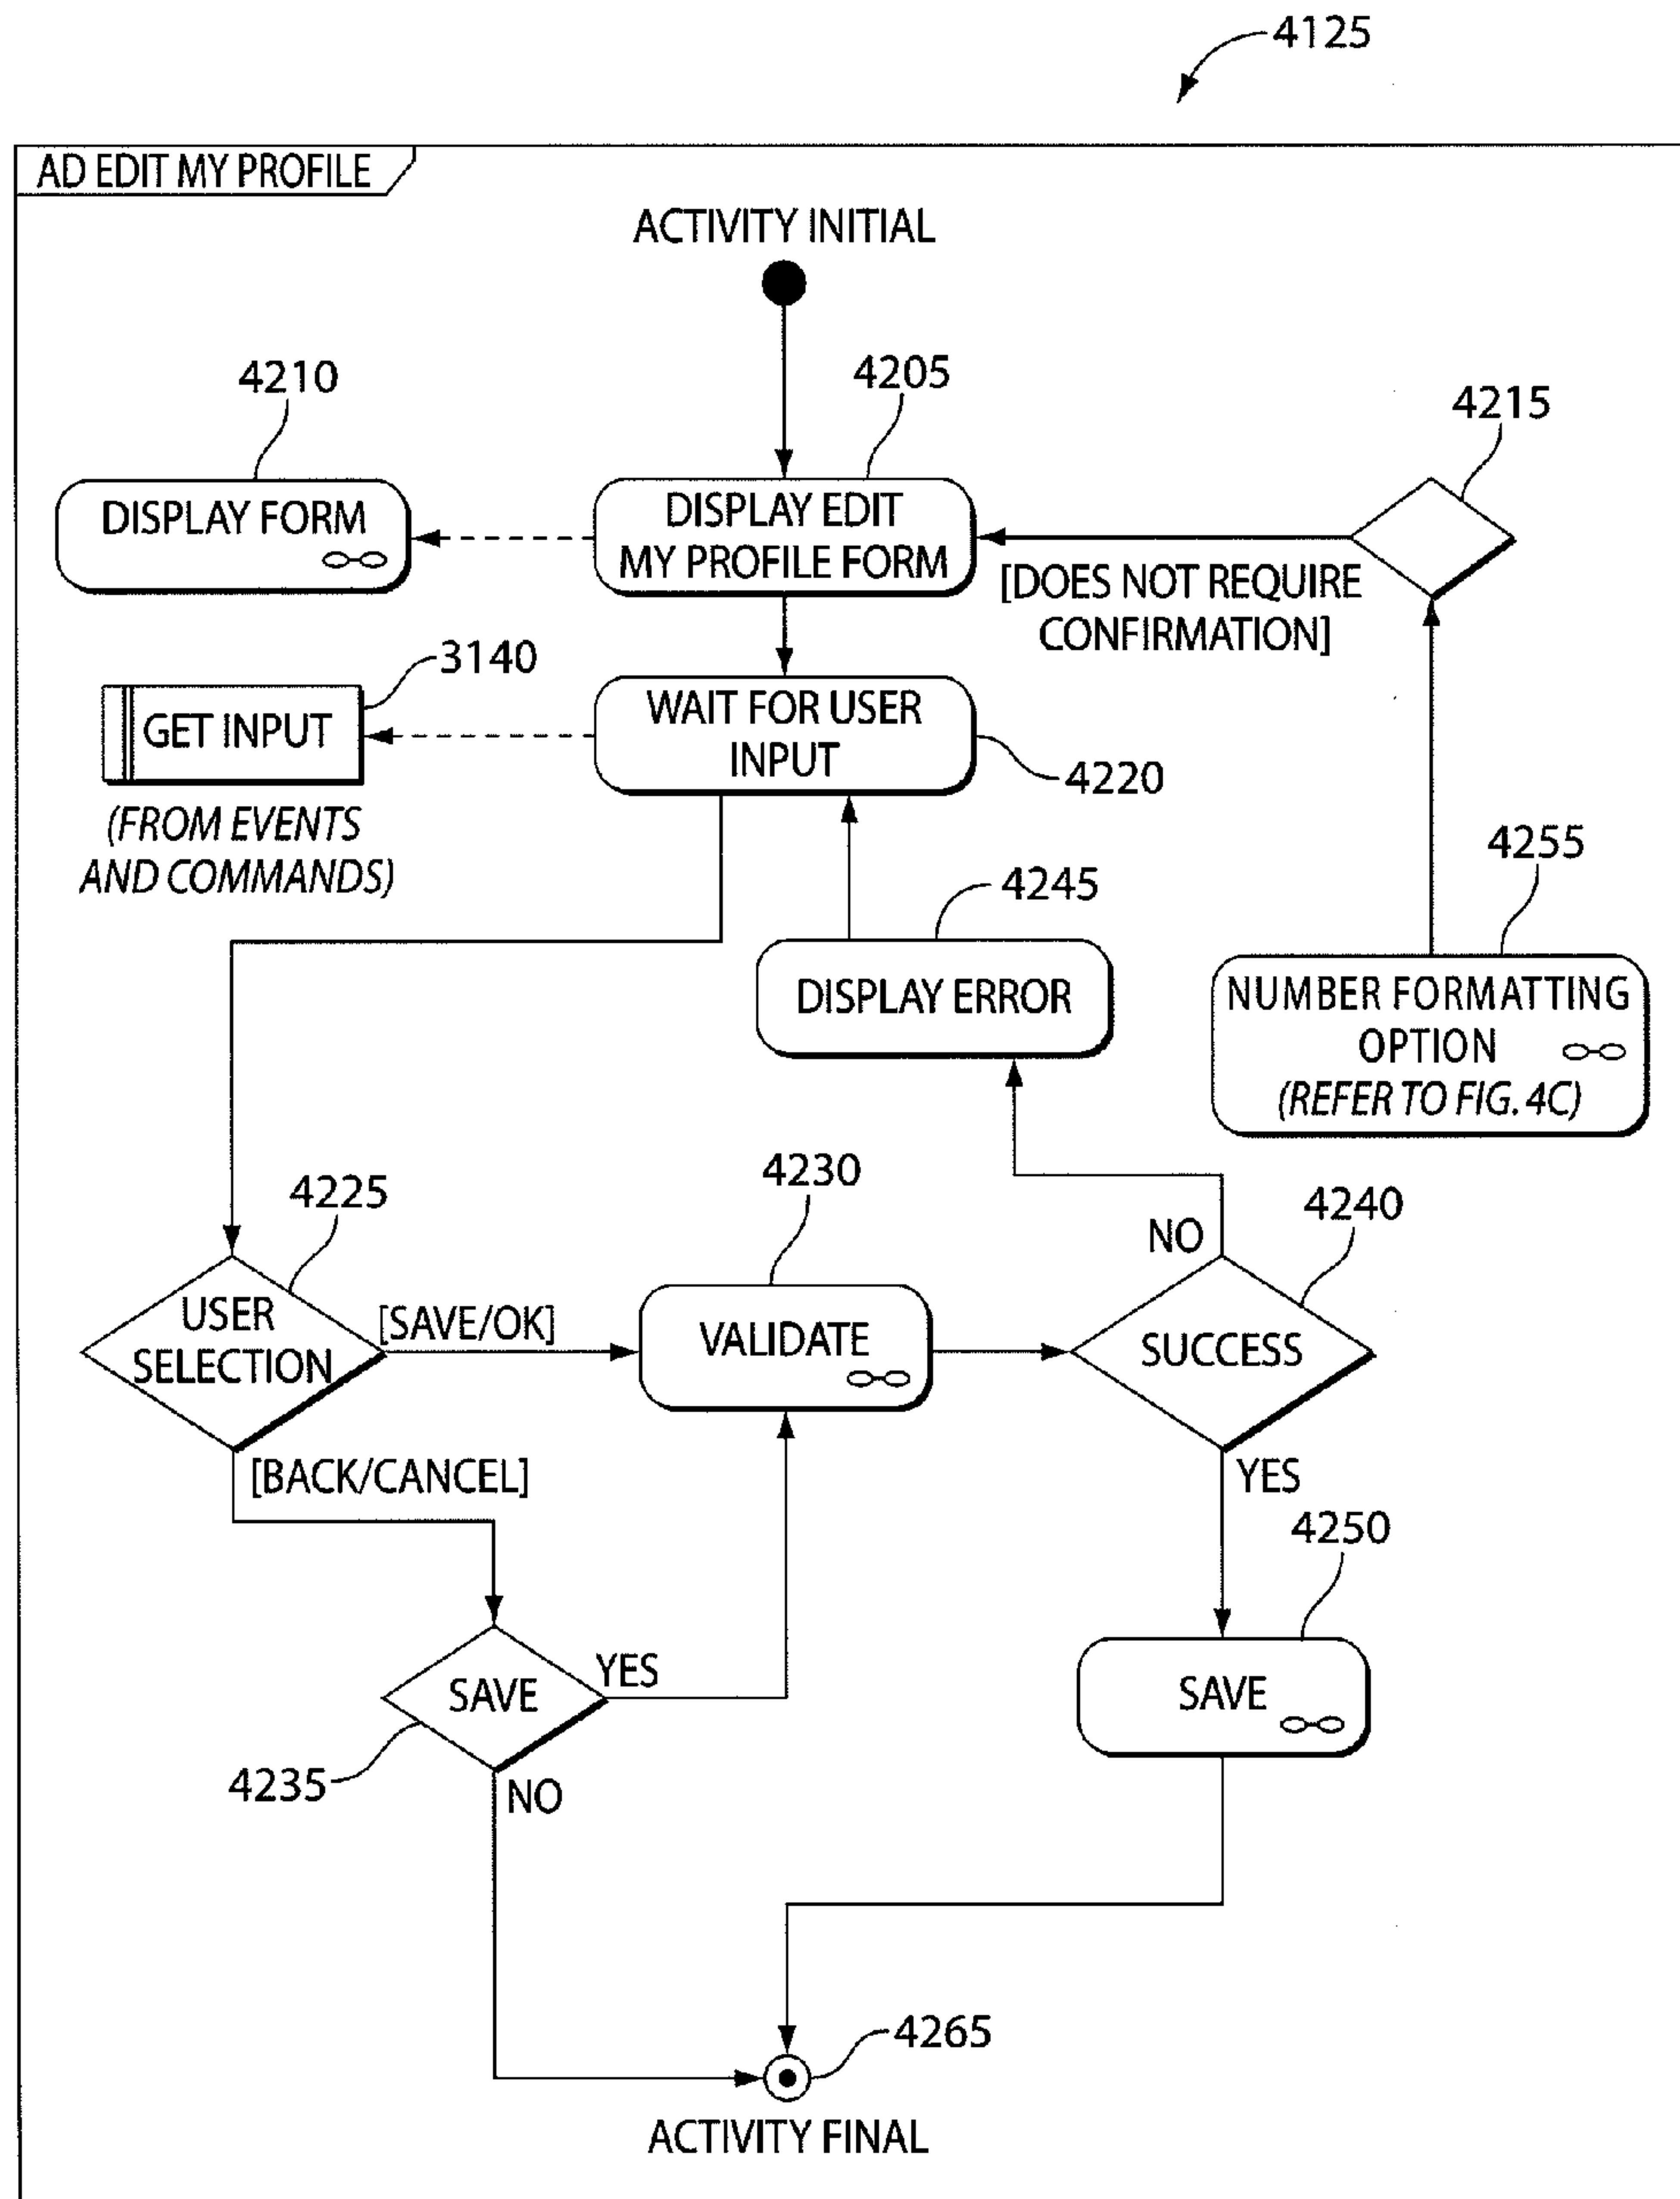 4125
AD EDIT MY PROFILE
ACTIVITY INITIAL
4210
4205
4215
DISPLAY FORM
DISPLAY EDIT
MY PROFILE FORM
[DOES NOT REQUIRE
CONFIRMATION]
3140
GET INPUT
(FROM EVENTS
AND COMMANDS)
WAIT FOR USER
INPUT
4220
4245
4255
DISPLAY ERROR
NUMBER FORMATTING
OPTION
(REFER TO FIG. 4C)
4225
4230
4240
NO
USER
SELECTION
[SAVE/OK]
VALIDATE
SUCCESS
[BACK/CANCEL]
YES
4250
SAVE
YES
SAVE
4235
NO
4265
ACTIVITY FINAL